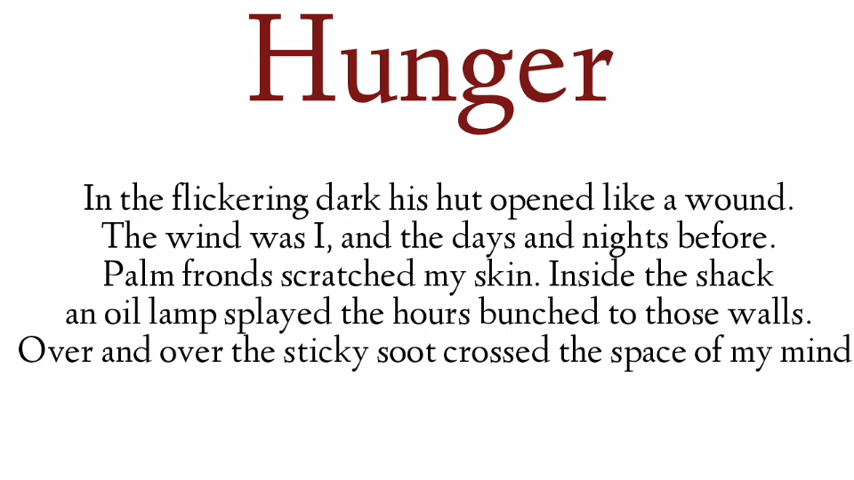 Hunger
In the flickering dark his hut opened like a wound.
The wind was I, and the days and nights before.
Palm fronds scratched my skin. Inside the shack
an oil lamp splayed the hours bunched to those walls.
Over and over the sticky soot crossed the space of my mind